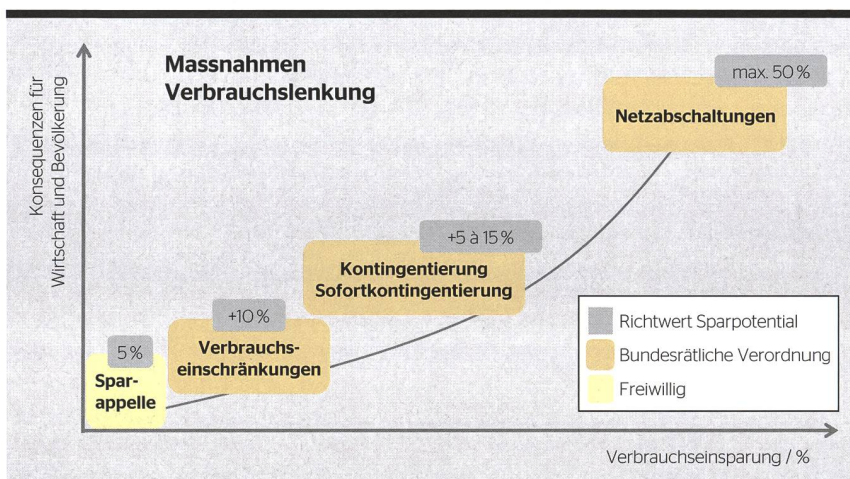 Massnahmen
Verbrauchslenkung
Konsequenzen für
Wirtschaft und Bevölkerung
max. 50 %
Netzabschaltungen
+5 à 15 %
Kontingentierung
Sofortkontingentierung
+10 %
Verbrauchs-
einschränkungen
5 %
Spar-
appelle
Richtwert Sparpotential
Bundesrätliche Verordnung
Freiwillig
Verbrauchseinsparung / %